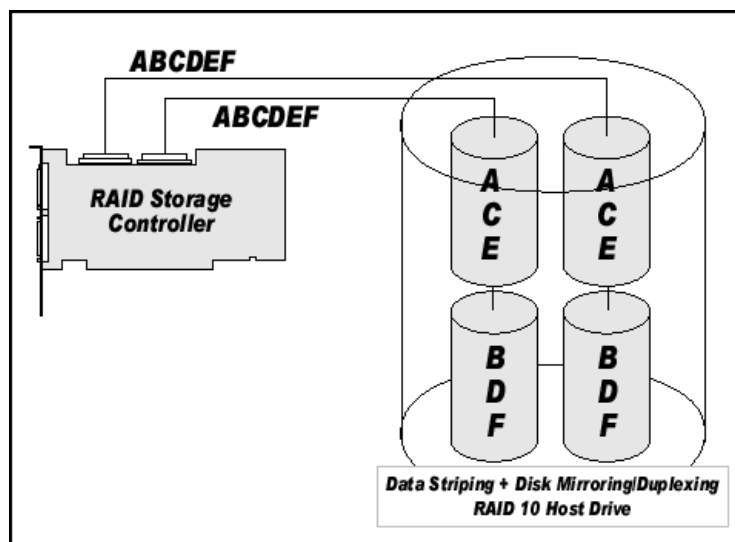 ABCDEF
ABCDEF
RAID Storage
Controller
A
C
E
A
C
E
B
D
F
B
D
F
Data Striping + Disk Mirroring/Duplexing
RAID 10 Host Drive